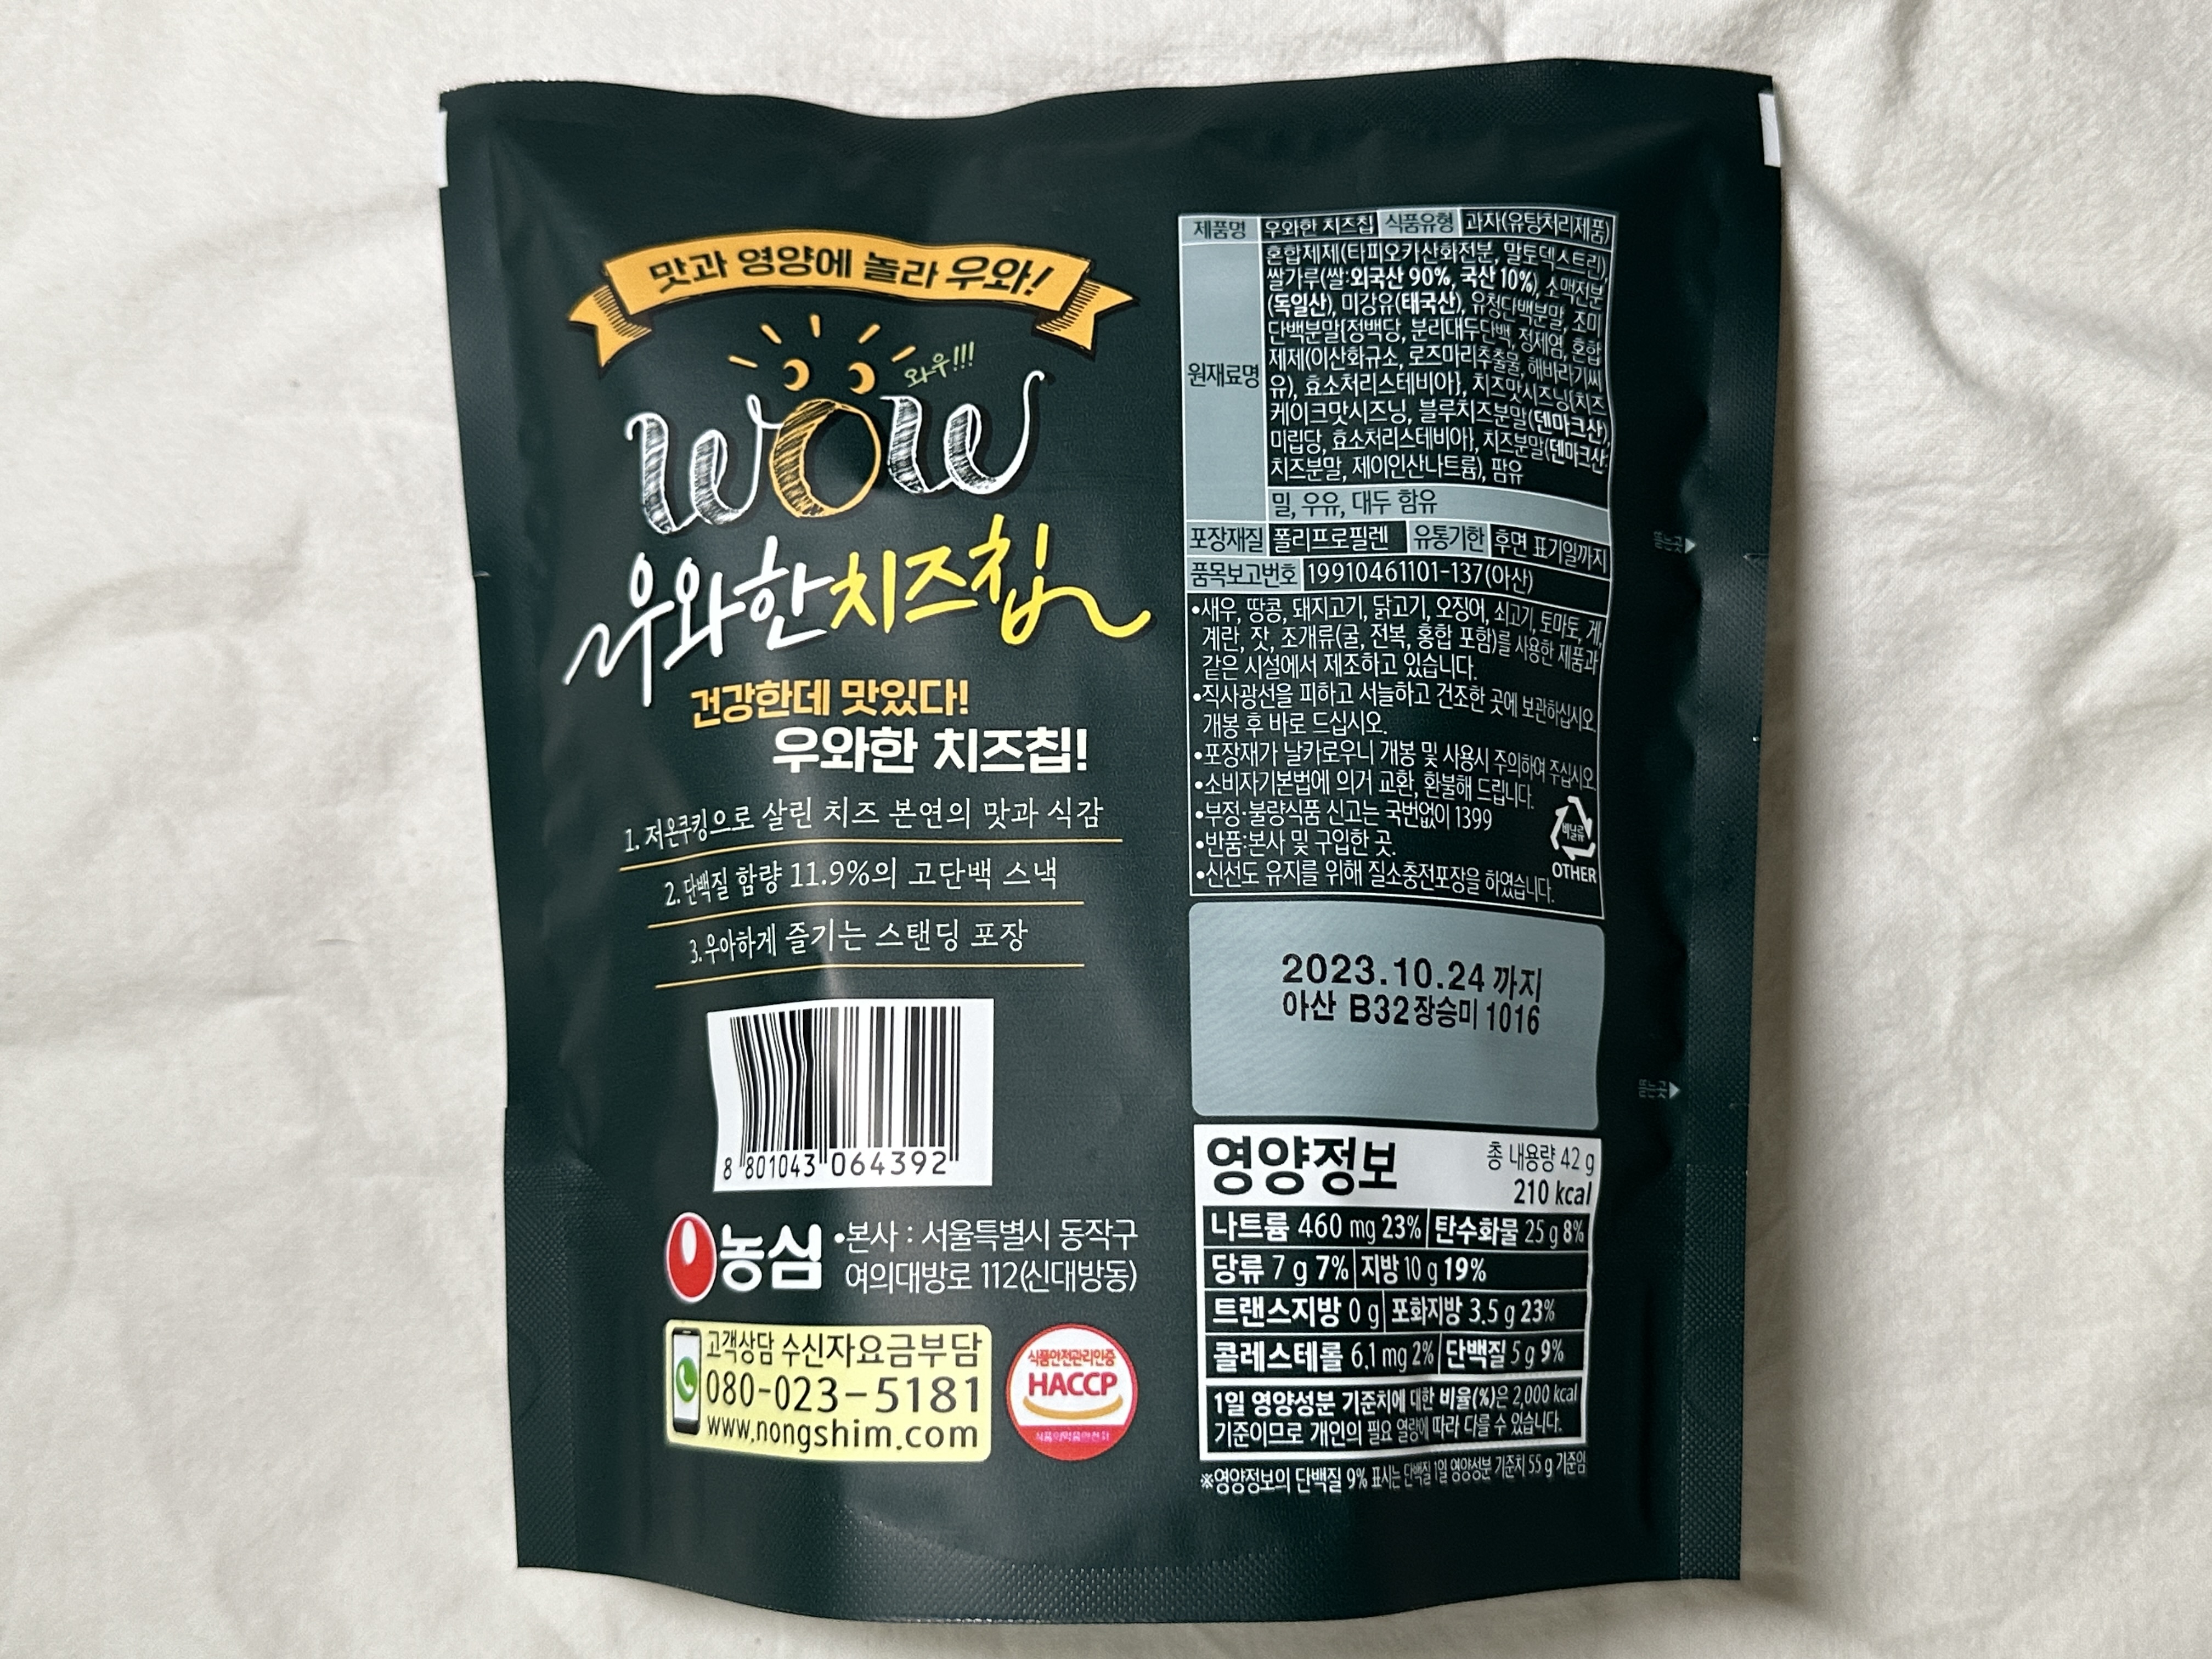 맛과 영양에 놀라 우와!
와우!!!
wow
우와한 치즈칩
건강한데 맛있다!
우와한 치즈칩!
1. 저온쿠킹으로 살린 치즈 본연의 맛과 식감
2. 단백질 함량 11.9%의 고단백 스낵
3. 우아하게 즐기는 스탠딩 포장
8 801043 064392
농심
•본사 : 서울특별시 동작구
여의대방로 112(신대방동)
고객상담 수신자요금부담
080-023-5181
www.nongshim.com
식품안전관리인증
HACCP
식품의약품안전처
제품명 우와한 치즈칩 식품유형 과자(유탕처리제품)
원재료명
혼합제제(타피오카산화전분, 말토덱스트린),
쌀가루(쌀:외국산 90%, 국산 10%), 소맥전분
(독일산), 미강유(태국산), 유청단백분말, 조미
단백분말{정백당, 분리대두단백, 정제염, 혼합
제제(이산화규소, 로즈마리추출물, 해바라기씨
유), 효소처리스테비아}, 치즈맛시즈닝{치즈
케이크맛시즈닝, 블루치즈분말(덴마크산),
미립당, 효소처리스테비아}, 치즈분말(덴마크산:
치즈분말, 제이인산나트륨), 팜유
밀, 우유, 대두 함유
포장재질 폴리프로필렌 유통기한 후면 표기일까지
품목보고번호 19910461101-137(아산)
•새우, 땅콩, 돼지고기, 닭고기, 오징어, 쇠고기, 토마토, 게,
계란, 잣, 조개류(굴, 전복, 홍합 포함)를 사용한 제품과
같은 시설에서 제조하고 있습니다.
•직사광선을 피하고 서늘하고 건조한 곳에 보관하십시오.
개봉 후 바로 드십시오.
•포장재가 날카로우니 개봉 및 사용시 주의하여 주십시오.
•소비자기본법에 의거 교환, 환불해 드립니다.
•부정·불량식품 신고는 국번없이 1399
•반품:본사 및 구입한 곳.
•신선도 유지를 위해 질소충전포장을 하였습니다.
비닐류
OTHER
뜯는곳
2023.10.24 까지
아산 B32장승미 1016
뜯는곳
영양정보
총 내용량 42 g
210 kcal
나트륨 460 mg 23% 탄수화물 25 g 8%
당류 7 g 7% 지방 10 g 19%
트랜스지방 0 g 포화지방 3.5 g 23%
콜레스테롤 6.1 mg 2% 단백질 5 g 9%
1일 영양성분 기준치에 대한 비율(%)은 2,000 kcal
기준이므로 개인의 필요 열량에 따라 다를 수 있습니다.
※영양정보의 단백질 9% 표시는 단백질 1일 영양성분 기준치 55 g 기준임